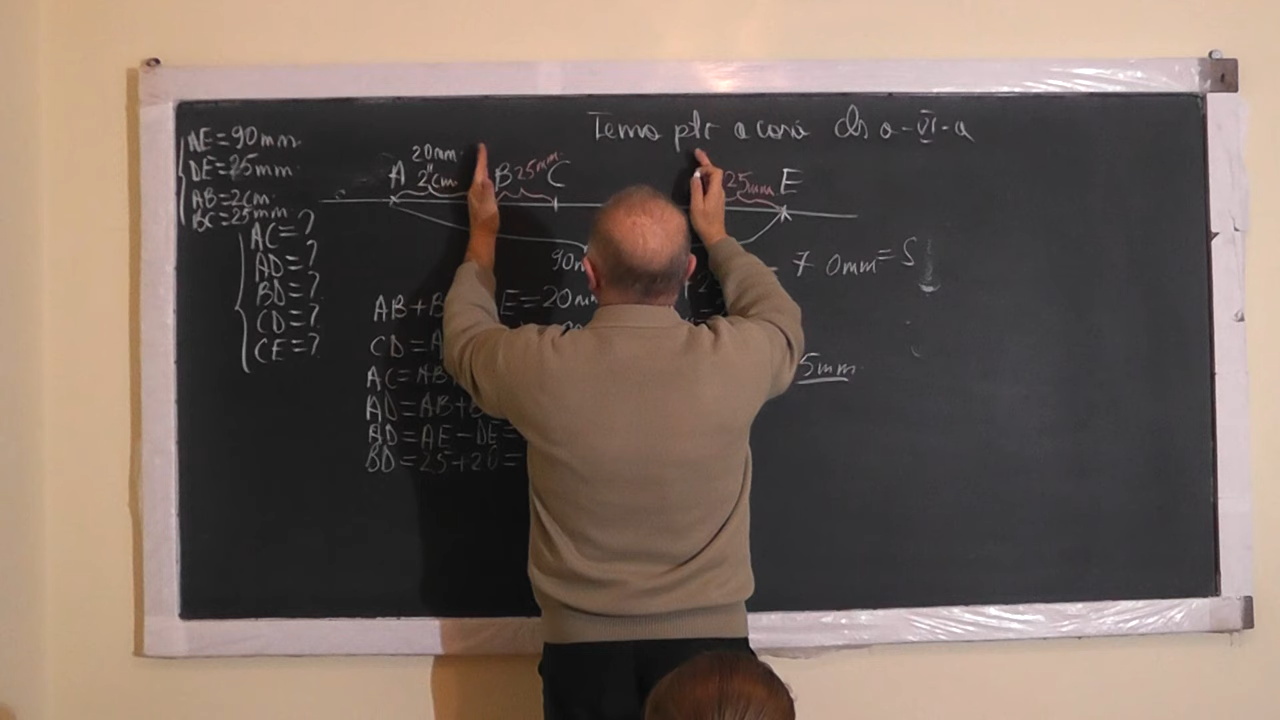 Tema ptr acasă cls a-VI-a
AE=90mm
DE=25mm
AB=2cm
BC=25mm
AC=?
AD=?
BD=?
CD=?
CE=?
20mm
A 2cm B 25mm C 25mm E
90m
70mm=S
AB+B E=20mm
CD=A
AC=AB 5mm
AD=AB+B
AD=AE-DE=
BD=25+20=